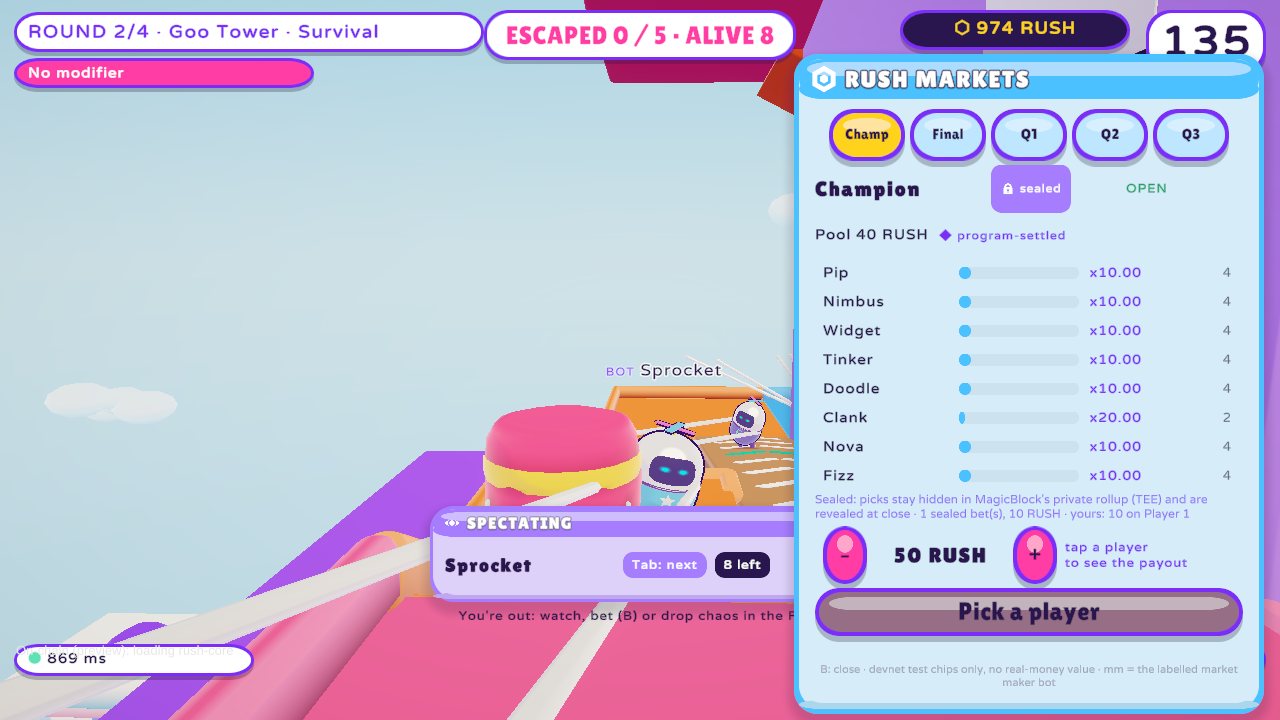 ROUND 2/4 · Goo Tower · Survival
ESCAPED 0 / 5 · ALIVE 8
974 RUSH
135
No modifier
RUSH MARKETS
Champ
Final
Q1
Q2
Q3
Champion
sealed
OPEN
Pool 40 RUSH
program-settled
Pip x10.00 4
Nimbus x10.00 4
Widget x10.00 4
Tinker x10.00 4
Doodle x10.00 4
Clank x20.00 2
Nova x10.00 4
Fizz x10.00 4
Sealed: picks stay hidden in MagicBlock's private rollup (TEE) and are
revealed at close · 1 sealed bet(s), 10 RUSH · yours: 10 on Player 1
-
50 RUSH
+
tap a player
to see the payout
Pick a player
B: close · devnet test chips only, no real-money value · mm = the labelled market
maker bot
BOT Sprocket
SPECTATING
Sprocket
Tab: next
8 left
You're out: watch, bet (B) or drop chaos in the F
(preview): loading rush-core
869 ms